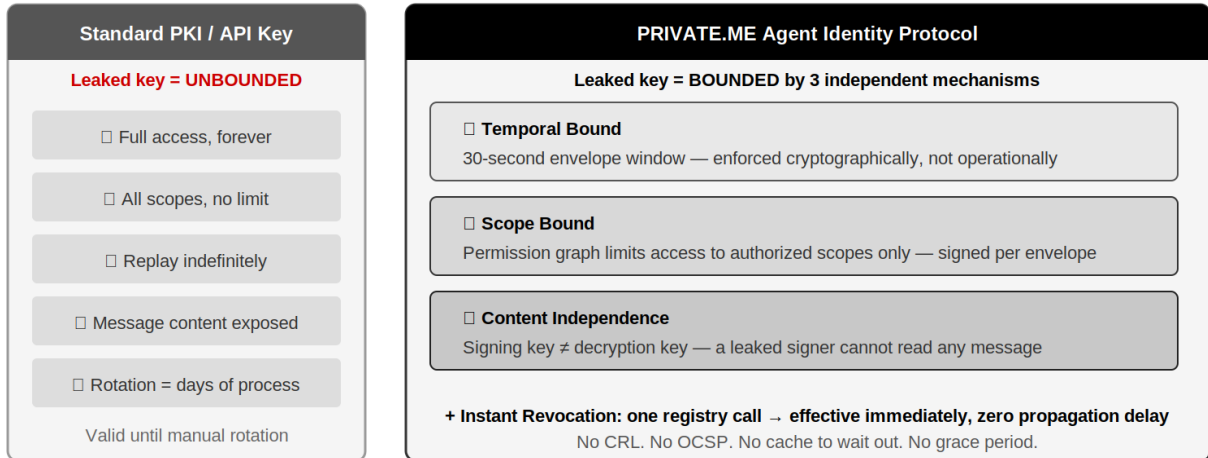 Standard PKI / API Key
Leaked key = UNBOUNDED
Full access, forever
All scopes, no limit
Replay indefinitely
Message content exposed
Rotation = days of process
Valid until manual rotation
PRIVATE.ME Agent Identity Protocol
Leaked key = BOUNDED by 3 independent mechanisms
Temporal Bound
30-second envelope window — enforced cryptographically, not operationally
Scope Bound
Permission graph limits access to authorized scopes only — signed per envelope
Content Independence
Signing key ≠ decryption key — a leaked signer cannot read any message
+ Instant Revocation: one registry call → effective immediately, zero propagation delay
No CRL. No OCSP. No cache to wait out. No grace period.